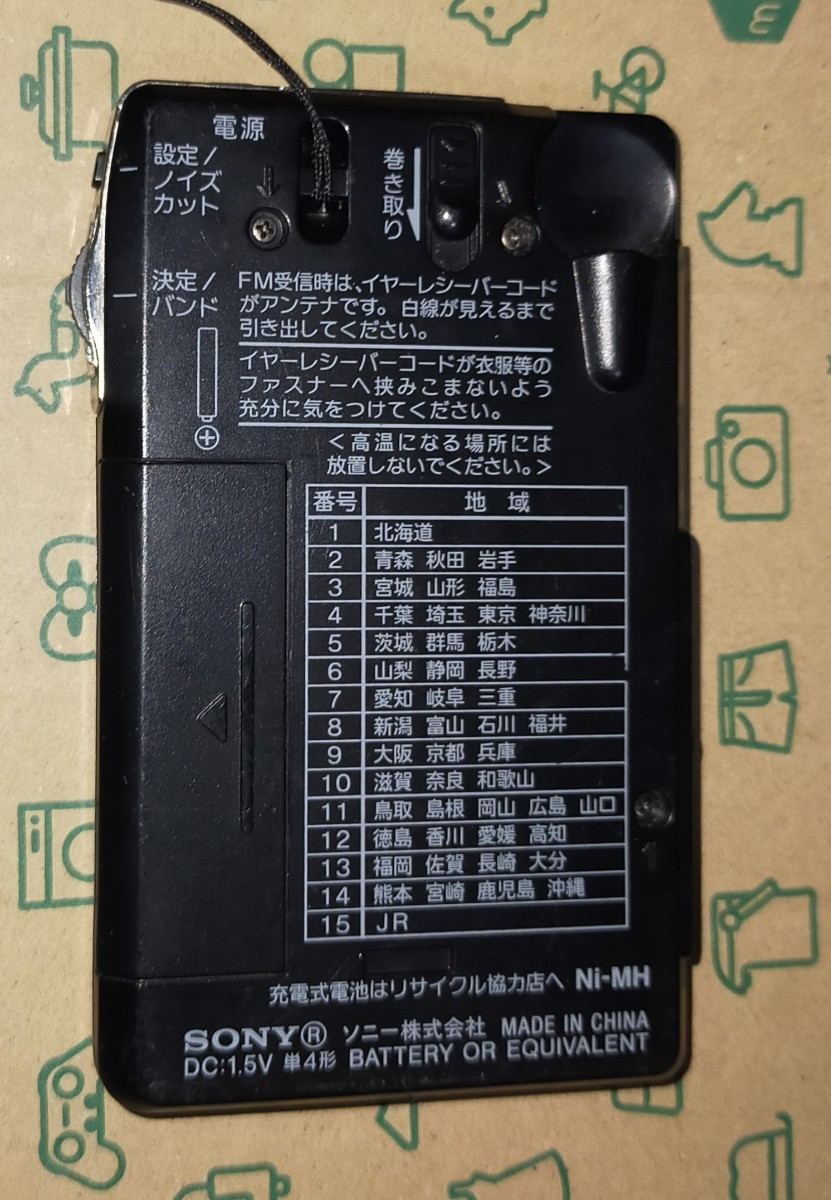 電源
設定/
ノイズ
カット
巻き取り
決定/
バンド
FM受信時は、イヤーレシーバーコード
がアンテナです。白線が見えるまで
引き出してください。
イヤーレシーバーコードが衣服等の
ファスナーへ挟みこまないよう
充分に気をつけてください。
<高温になる場所には
放置しないでください。>
番号 地域
1 北海道
2 青森 秋田 岩手
3 宮城 山形 福島
4 千葉 埼玉 東京 神奈川
5 茨城 群馬 栃木
6 山梨 静岡 長野
7 愛知 岐阜 三重
8 新潟 富山 石川 福井
9 大阪 京都 兵庫
10 滋賀 奈良 和歌山
11 鳥取 島根 岡山 広島 山口
12 徳島 香川 愛媛 高知
13 福岡 佐賀 長崎 大分
14 熊本 宮崎 鹿児島 沖縄
15 JR
充電式電池はリサイクル協力店へ Ni-MH
SONY® ソニー株式会社 MADE IN CHINA
DC:1.5V 単4形 BATTERY OR EQUIVALENT